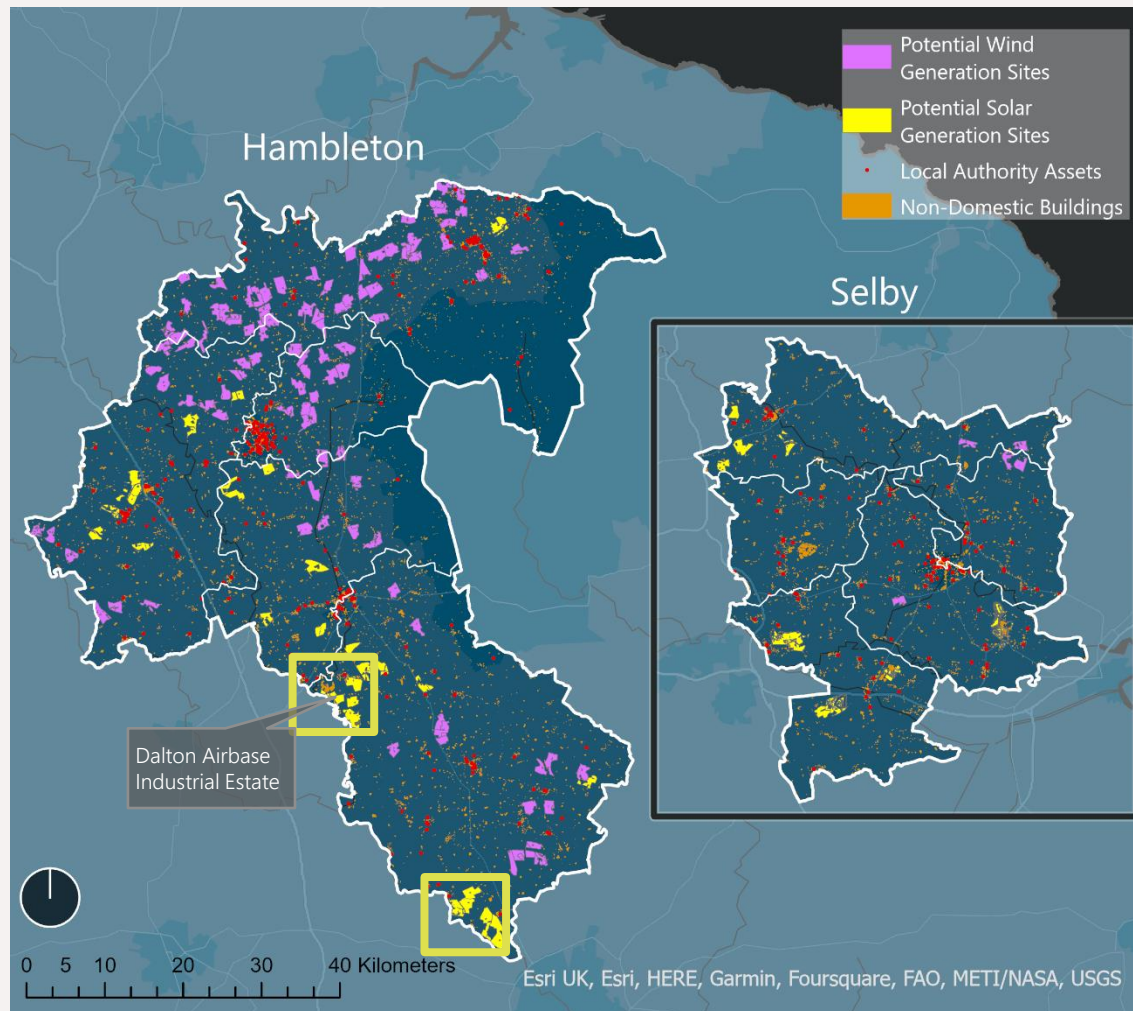 Potential Wind
Generation Sites
Potential Solar
Generation Sites
Local Authority Assets
Non-Domestic Buildings
Hambleton
Selby
Dalton Airbase
Industrial Estate
0 5 10 20 30 40 Kilometers
Esri UK, Esri, HERE, Garmin, Foursquare, FAO, METI/NASA, USGS